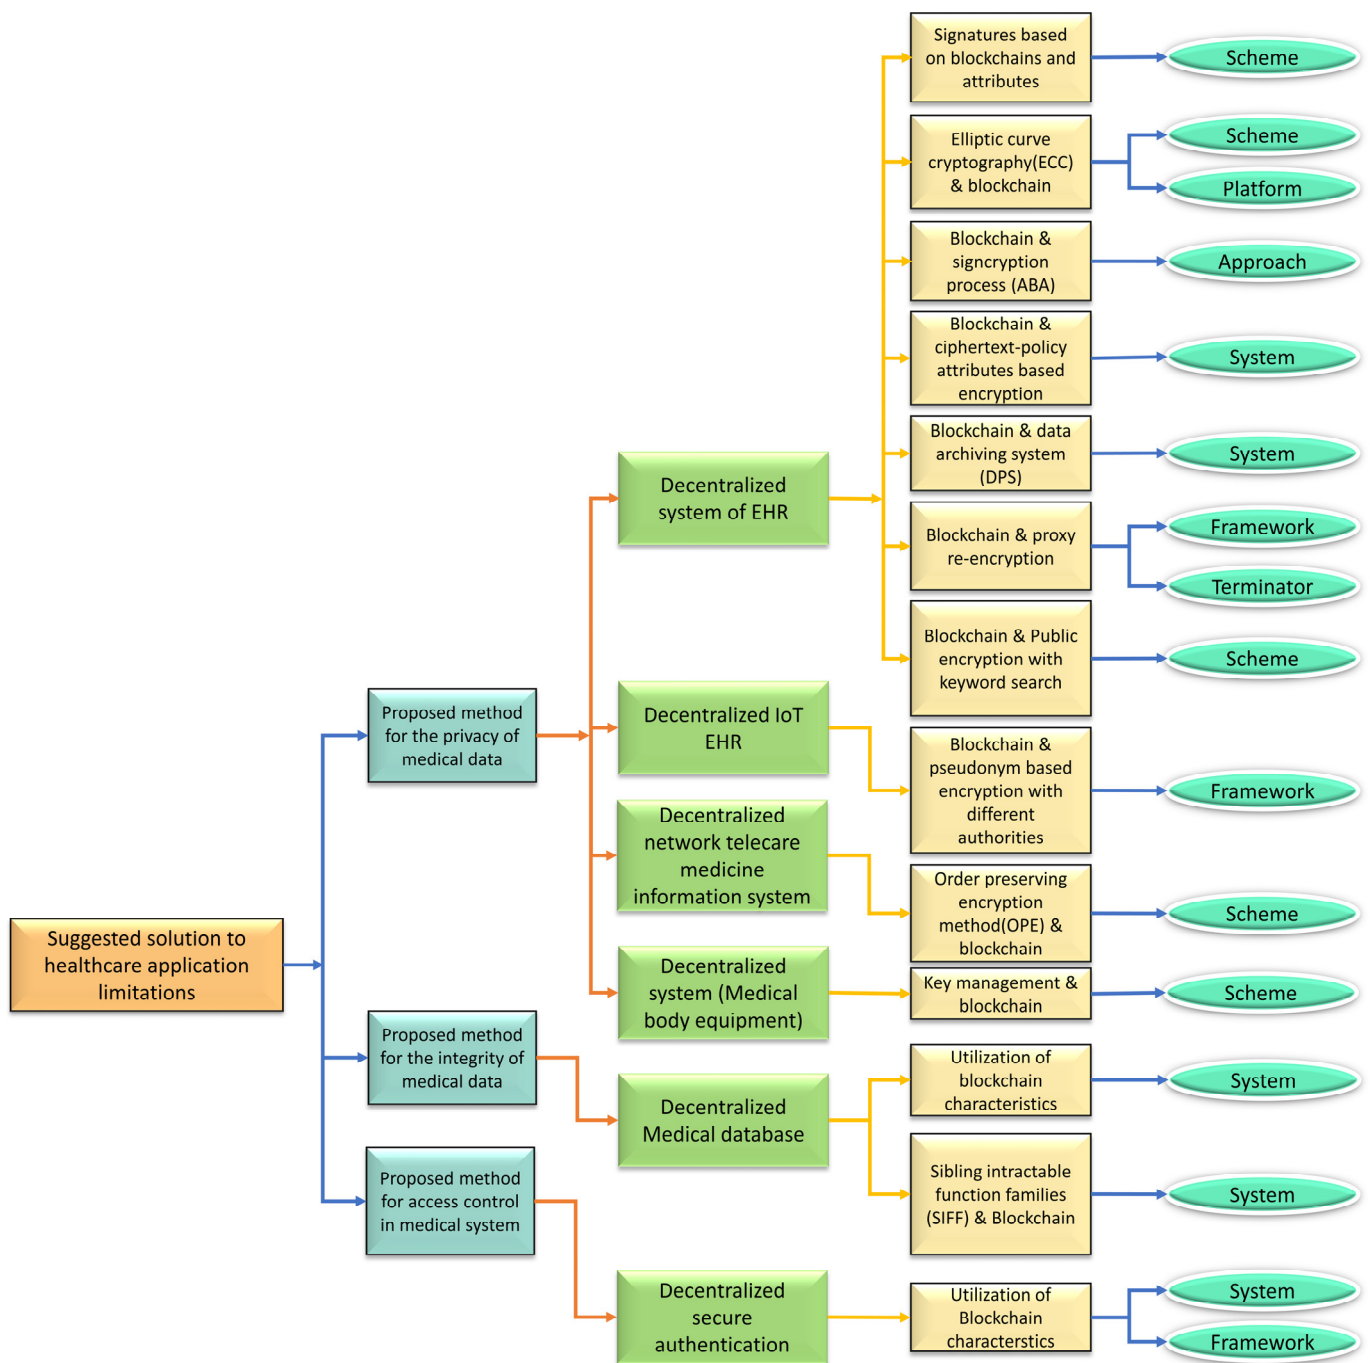 Signatures based
on blockchains and
attributes
Scheme
Elliptic curve
cryptography(ECC)
& blockchain
Scheme
Platform
Blockchain &
signcryption
process (ABA)
Approach
Blockchain &
ciphertext-policy
attributes based
encryption
System
Decentralized
system of EHR
Blockchain & data
archiving system
(DPS)
System
Blockchain & proxy
re-encryption
Framework
Terminator
Blockchain & Public
encryption with
keyword search
Scheme
Proposed method
for the privacy of
medical data
Decentralized IoT
EHR
Blockchain &
pseudonym based
encryption with
different
authorities
Framework
Decentralized
network telecare
medicine
information system
Order preserving
encryption
method(OPE) &
blockchain
Scheme
Suggested solution to
healthcare application
limitations
Decentralized
system (Medical
body equipment)
Key management &
blockchain
Scheme
Proposed method
for the integrity of
medical data
Decentralized
Medical database
Utilization of
blockchain
characteristics
System
Sibling intractable
function families
(SIFF) & Blockchain
System
Proposed method
for access control
in medical system
Decentralized
secure
authentication
Utilization of
Blockchain
characterstics
System
Framework